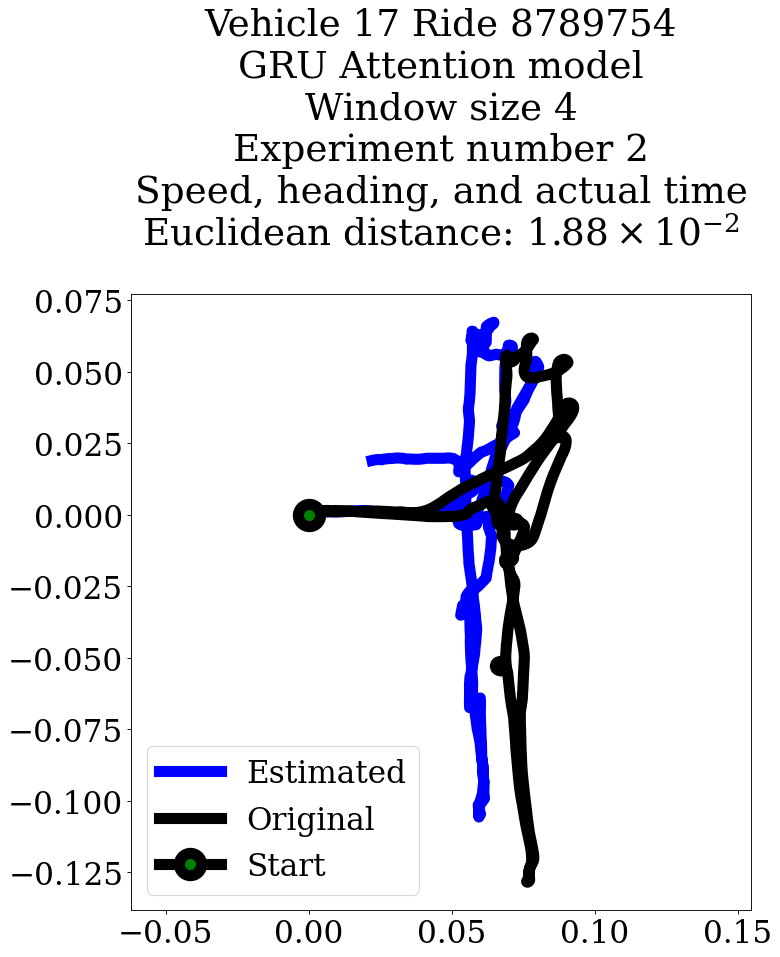 Vehicle 17 Ride 8789754
GRU Attention model
Window size 4
Experiment number 2
Speed, heading, and actual time
Euclidean distance: 1.88 × 10⁻²
0.075
0.050
0.025
0.000
−0.025
−0.050
−0.075
−0.100
−0.125
Estimated
Original
Start
−0.05 0.00 0.05 0.10 0.15